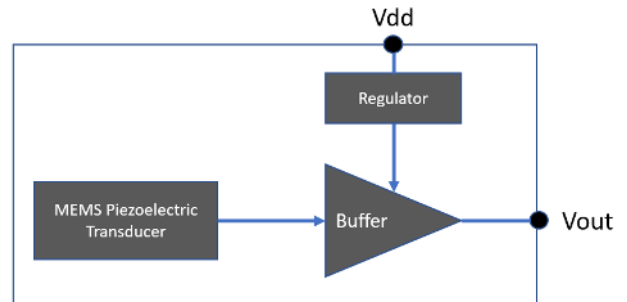 Vdd
Regulator
MEMS Piezoelectric
Transducer
Buffer
Vout